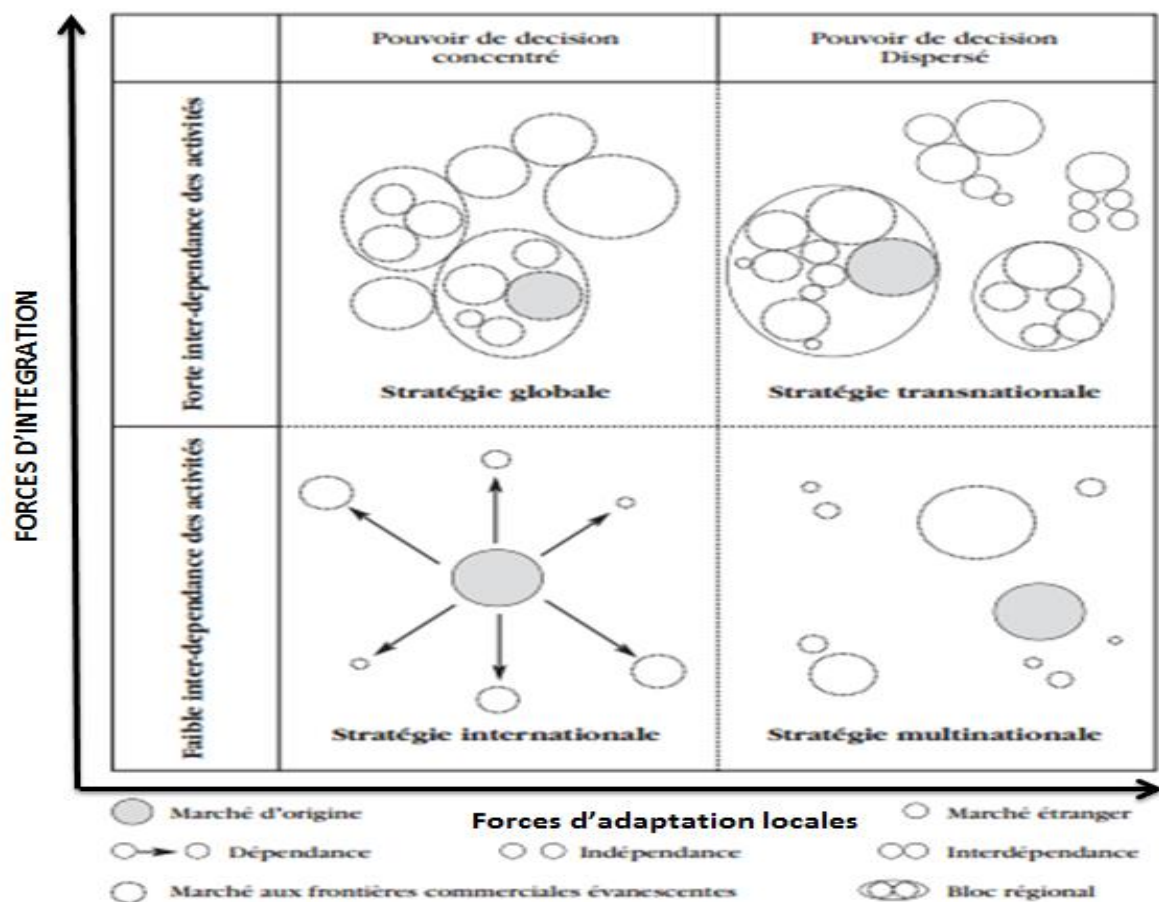 Pouvoir de decision
concentré
Pouvoir de decision
Dispersé
FORCES D'INTEGRATION
Forte inter-dependance des activités
Stratégie globale
Stratégie transnationale
Faible inter-dependance des activités
Stratégie internationale
Stratégie multinationale
Forces d'adaptation locales
Marché d'origine
Marché étranger
Dépendance
Indépendance
Interdépendance
Marché aux frontières commerciales évanescentes
Bloc régional